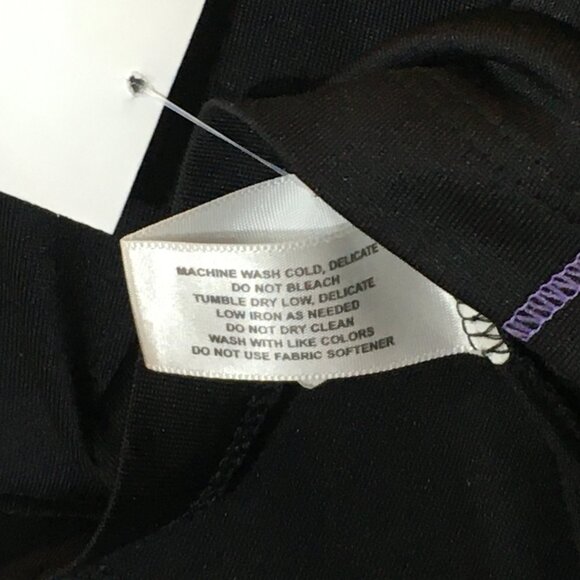 MACHINE WASH COLD, DELICATE
DO NOT BLEACH
TUMBLE DRY LOW, DELICATE
LOW IRON AS NEEDED
DO NOT DRY CLEAN
WASH WITH LIKE COLORS
DO NOT USE FABRIC SOFTENER